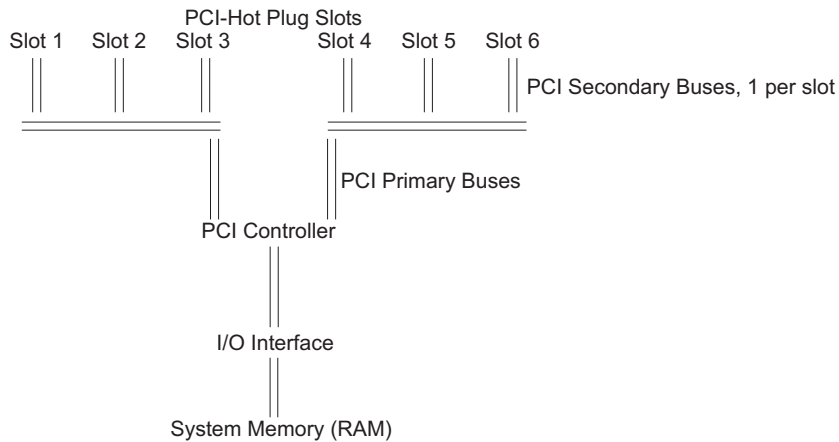 PCI-Hot Plug Slots
Slot 1 Slot 2 Slot 3 Slot 4 Slot 5 Slot 6
PCI Secondary Buses, 1 per slot
PCI Primary Buses
PCI Controller
I/O Interface
System Memory (RAM)